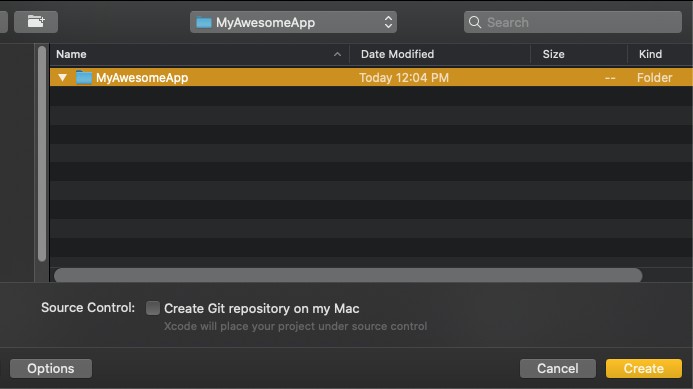 MyAwesomeApp
Search
Name Date Modified Size Kind
MyAwesomeApp Today 12:04 PM -- Folder
Source Control: Create Git repository on my Mac
Xcode will place your project under source control
Options Cancel Create